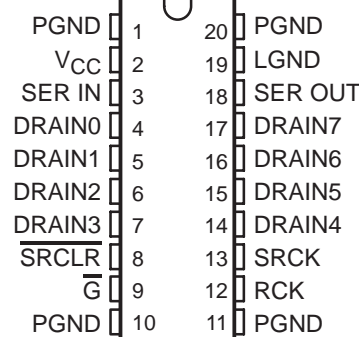 PGND 1 20 PGND
VCC 2 19 LGND
SER IN 3 18 SER OUT
DRAIN0 4 17 DRAIN7
DRAIN1 5 16 DRAIN6
DRAIN2 6 15 DRAIN5
DRAIN3 7 14 DRAIN4
SRCLR 8 13 SRCK
G 9 12 RCK
PGND 10 11 PGND